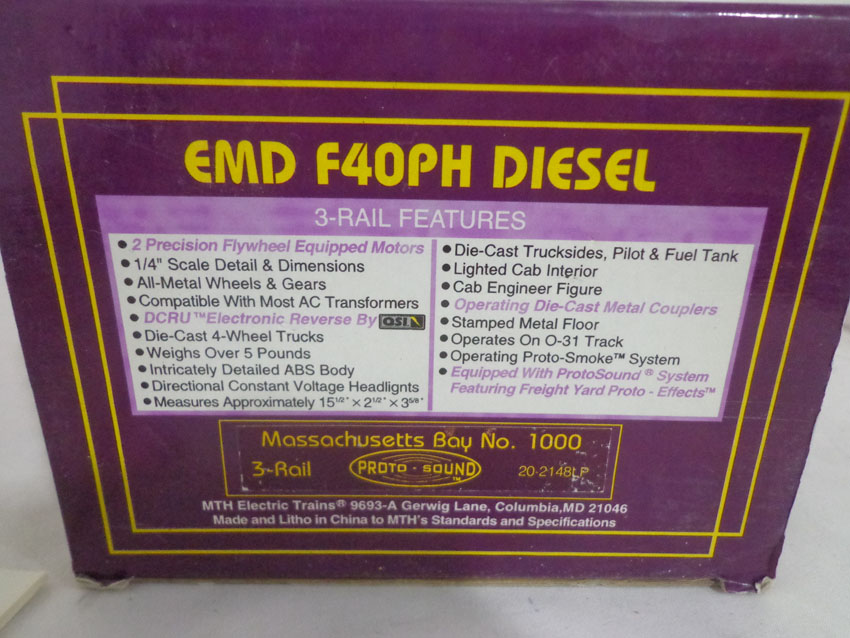 EMD F40PH DIESEL
3-RAIL FEATURES
• 2 Precision Flywheel Equipped Motors
• 1/4" Scale Detail & Dimensions
• All-Metal Wheels & Gears
• Compatible With Most AC Transformers
• DCRU™Electronic Reverse By QSI
• Die-Cast 4-Wheel Trucks
• Weighs Over 5 Pounds
• Intricately Detailed ABS Body
• Directional Constant Voltage Headlights
• Measures Approximately 15 1/2" × 2 1/2" × 3 5/8"
• Die-Cast Trucksides, Pilot & Fuel Tank
• Lighted Cab Interior
• Cab Engineer Figure
• Operating Die-Cast Metal Couplers
• Stamped Metal Floor
• Operates On O-31 Track
• Operating Proto-Smoke™ System
• Equipped With ProtoSound® System
Featuring Freight Yard Proto - Effects™
Massachusetts Bay No. 1000
3-Rail PROTO - SOUND™ 20-2148LP
MTH Electric Trains® 9693-A Gerwig Lane, Columbia,MD 21046
Made and Litho in China to MTH's Standards and Specifications